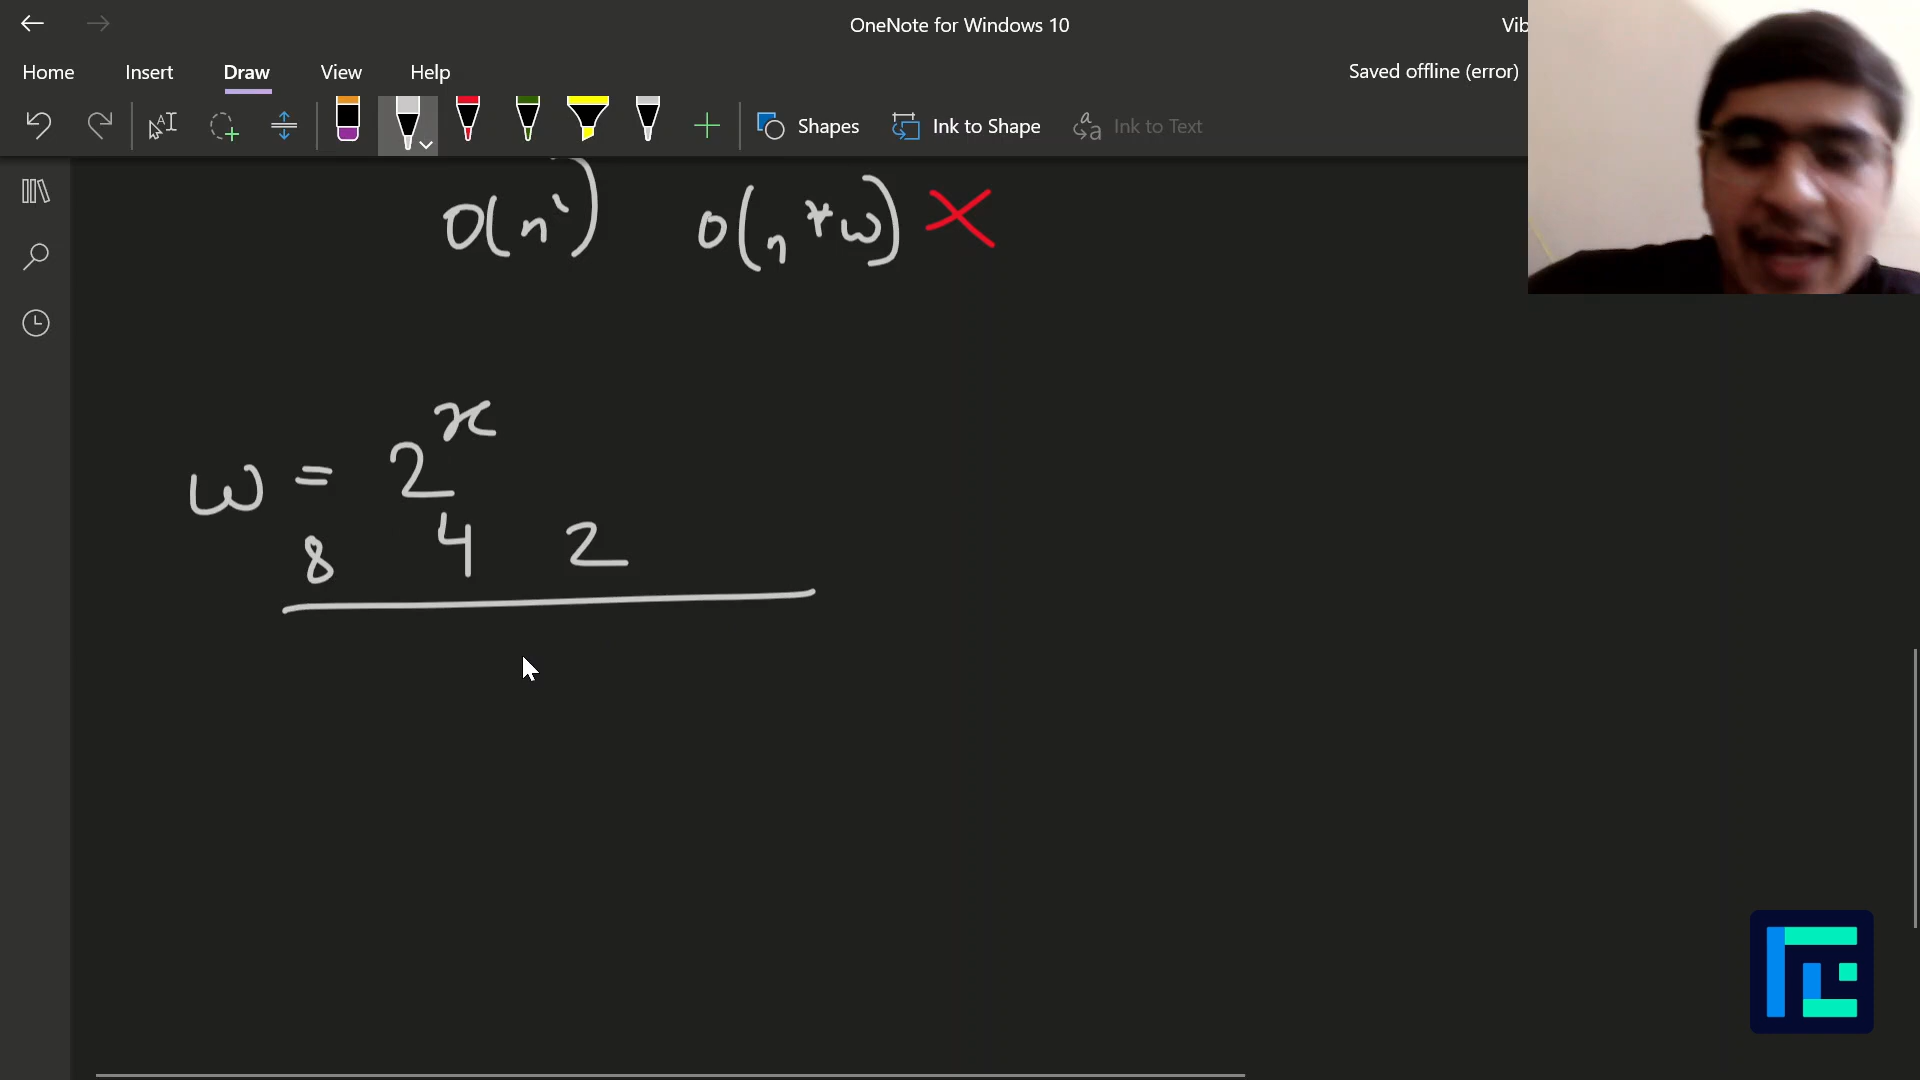 OneNote for Windows 10
Vib
Home Insert Draw View Help
Saved offline (error)
Shapes Ink to Shape Ink to Text
O(n) O(n*w) ×
w = 2^x
8 4 2